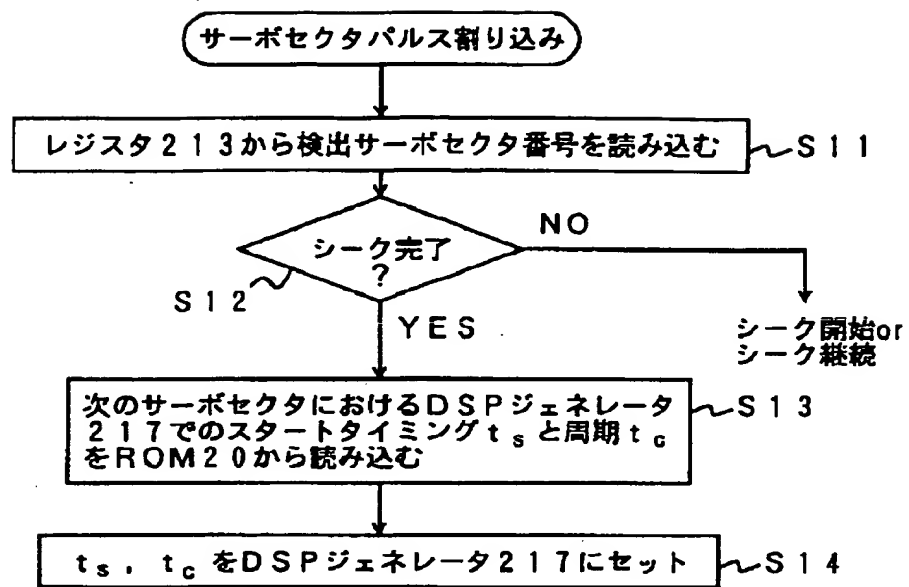 サーボセクタパルス割り込み
レジスタ213から検出サーボセクタ番号を読み込む
S11
シーク完了
?
NO
S12
YES
シーク開始or
シーク継続
次のサーボセクタにおけるDSPジェネレータ
217でのスタートタイミングtsと周期tc
をROM20から読み込む
S13
ts,tcをDSPジェネレータ217にセット
S14